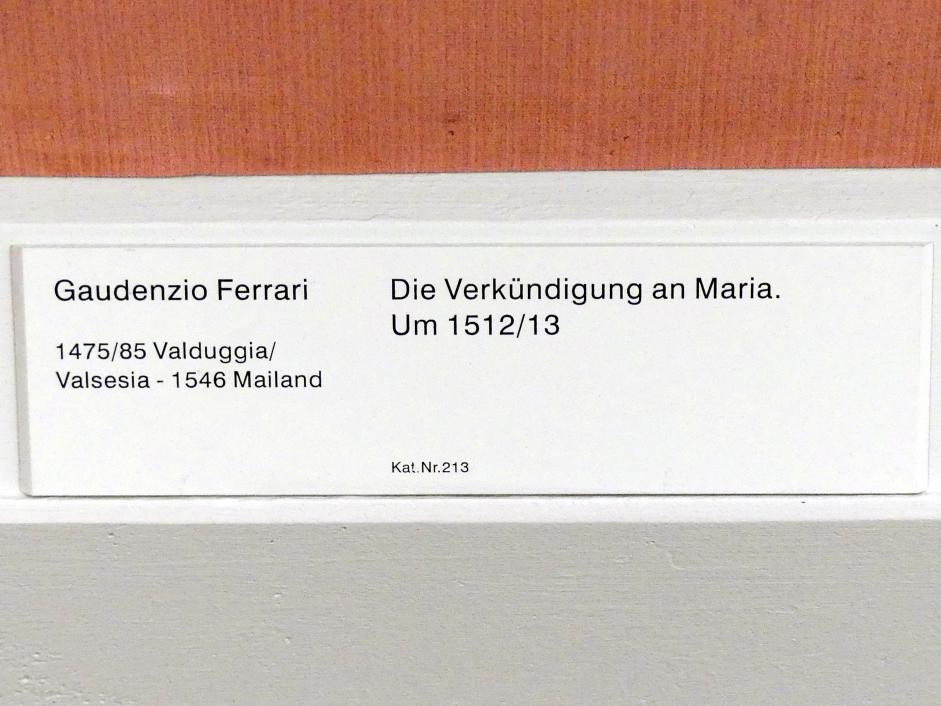 Gaudenzio Ferrari
1475/85 Valduggia/
Valsesia - 1546 Mailand
Die Verkündigung an Maria.
Um 1512/13
Kat.Nr.213